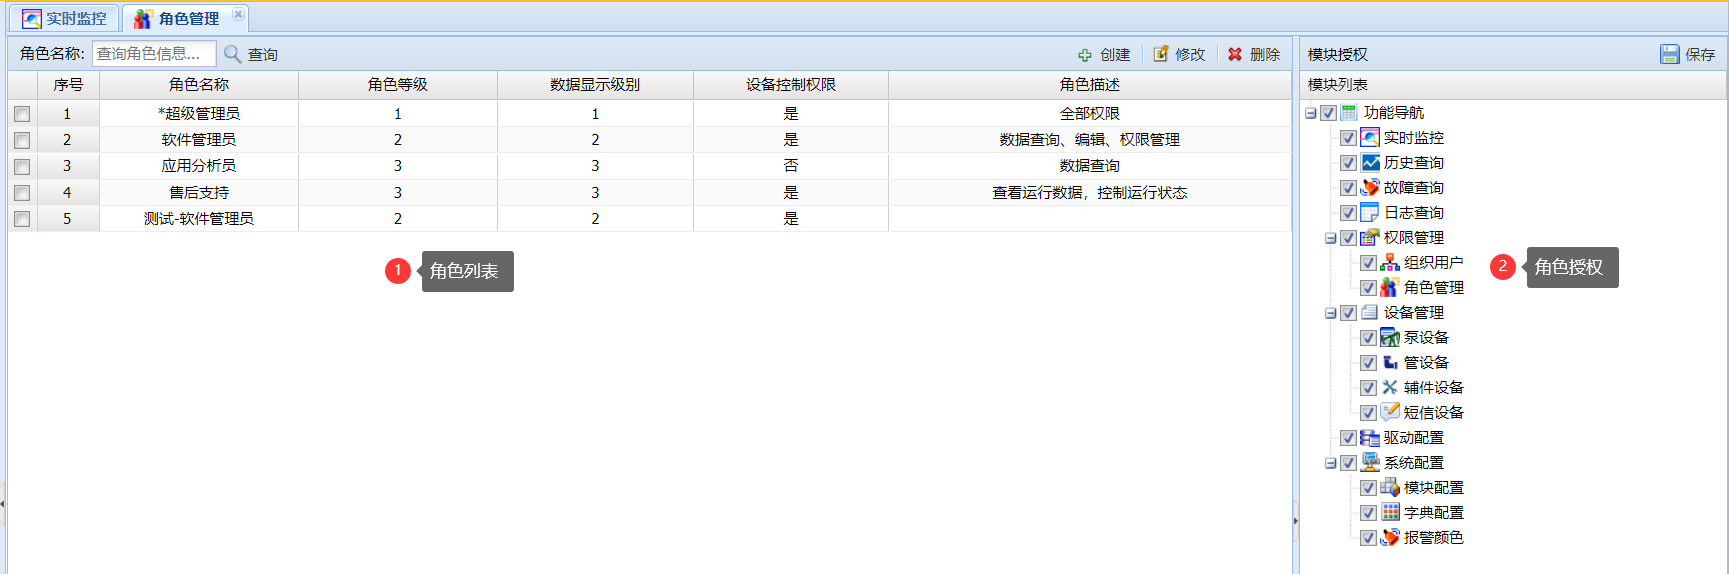 实时监控 角色管理
角色名称: 查询角色信息... 查询 创建 修改 删除
序号 角色名称 角色等级 数据显示级别 设备控制权限 角色描述
1 *超级管理员 1 1 是 全部权限
2 软件管理员 2 2 是 数据查询、编辑、权限管理
3 应用分析员 3 3 否 数据查询
4 售后支持 3 3 是 查看运行数据，控制运行状态
5 测试-软件管理员 2 2 是
1 角色列表
模块授权 保存
模块列表
功能导航
实时监控
历史查询
故障查询
日志查询
权限管理
组织用户
角色管理
2 角色授权
设备管理
泵设备
管设备
辅件设备
短信设备
驱动配置
系统配置
模块配置
字典配置
报警颜色